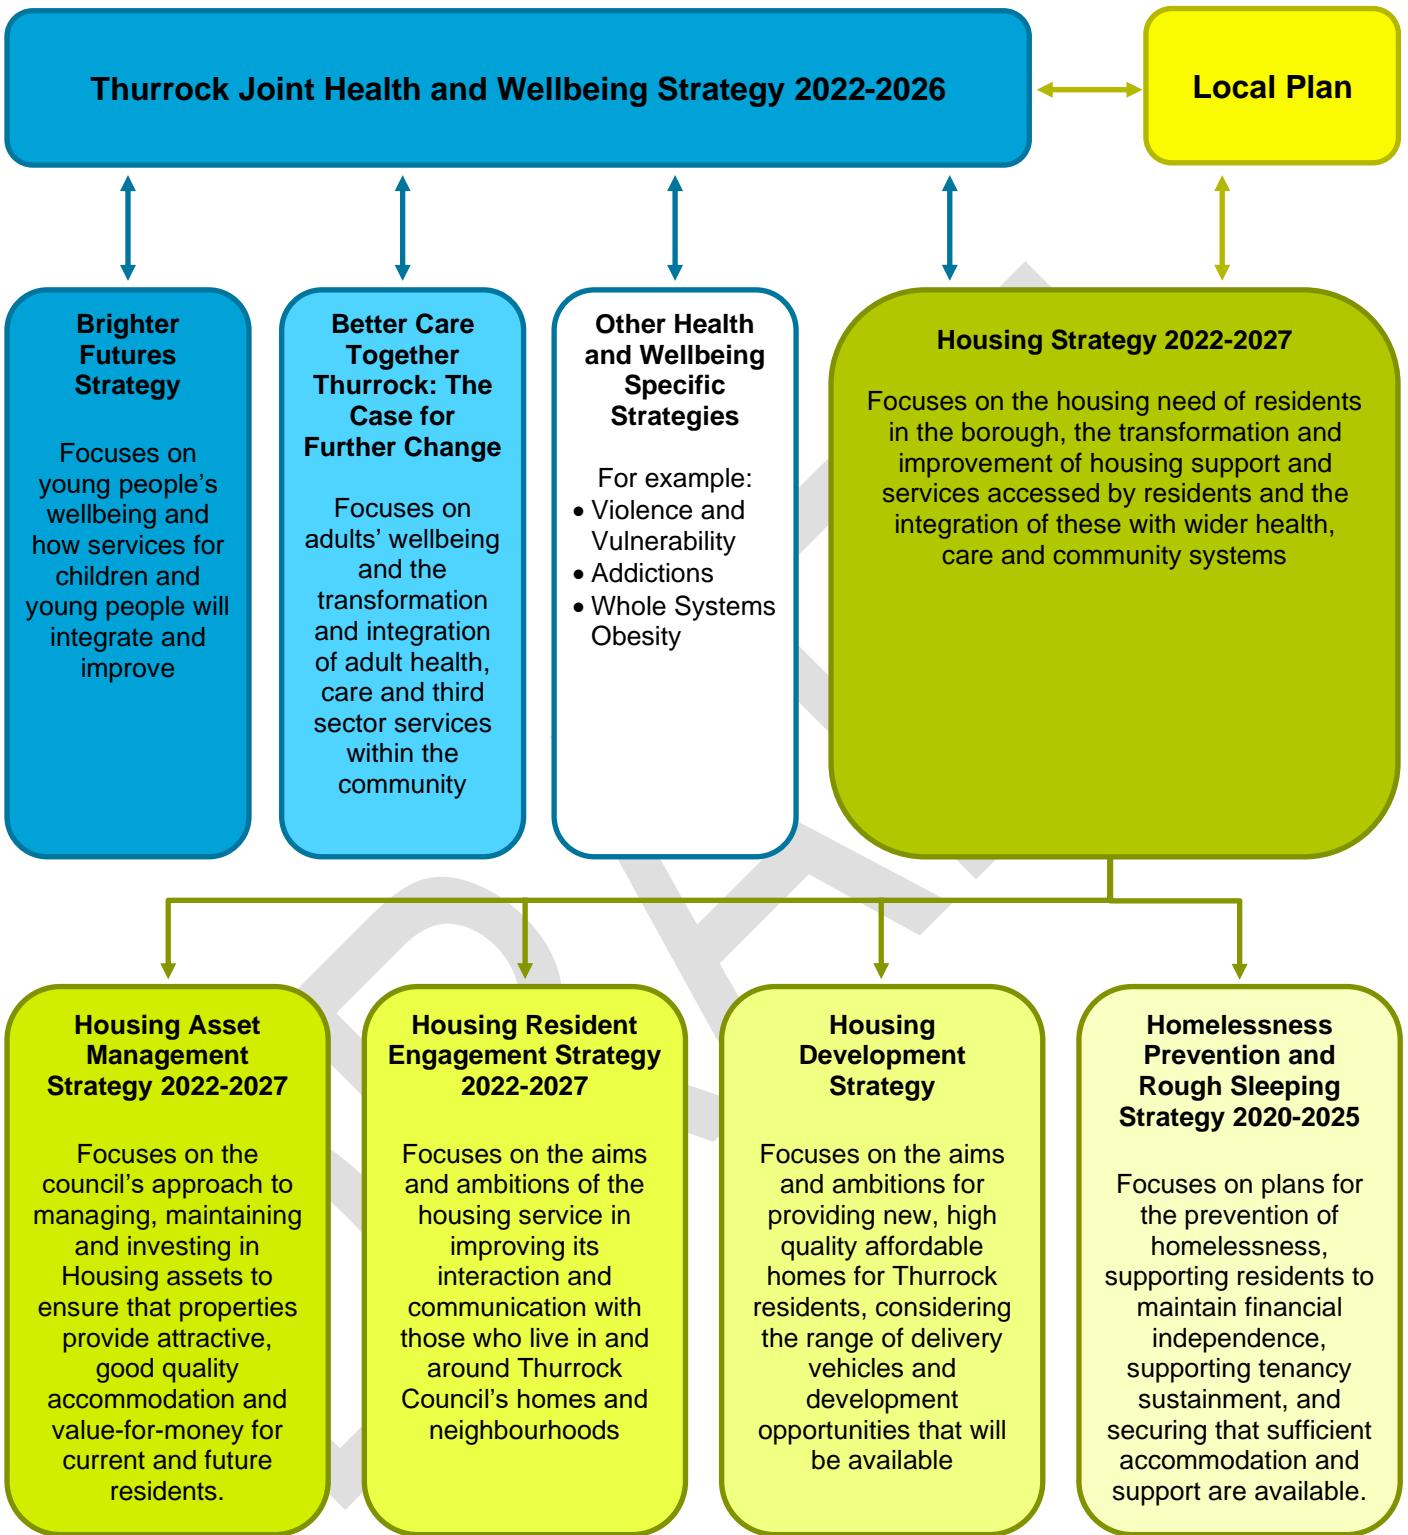 Thurrock Joint Health and Wellbeing Strategy 2022-2026
Local Plan
Brighter
Futures
Strategy
Focuses on
young people’s
wellbeing and
how services for
children and
young people will
integrate and
improve
Better Care
Together
Thurrock: The
Case for
Further Change
Focuses on
adults’ wellbeing
and the
transformation
and integration
of adult health,
care and third
sector services
within the
community
Other Health
and Wellbeing
Specific
Strategies
For example:
• Violence and
Vulnerability
• Addictions
• Whole Systems
Obesity
Housing Strategy 2022-2027
Focuses on the housing need of residents
in the borough, the transformation and
improvement of housing support and
services accessed by residents and the
integration of these with wider health,
care and community systems
Housing Asset
Management
Strategy 2022-2027
Focuses on the
council’s approach to
managing, maintaining
and investing in
Housing assets to
ensure that properties
provide attractive,
good quality
accommodation and
value-for-money for
current and future
residents.
Housing Resident
Engagement Strategy
2022-2027
Focuses on the aims
and ambitions of the
housing service in
improving its
interaction and
communication with
those who live in and
around Thurrock
Council’s homes and
neighbourhoods
Housing
Development
Strategy
Focuses on the aims
and ambitions for
providing new, high
quality affordable
homes for Thurrock
residents, considering
the range of delivery
vehicles and
development
opportunities that will
be available
Homelessness
Prevention and
Rough Sleeping
Strategy 2020-2025
Focuses on plans for
the prevention of
homelessness,
supporting residents to
maintain financial
independence,
supporting tenancy
sustainment, and
securing that sufficient
accommodation and
support are available.
DRAFT